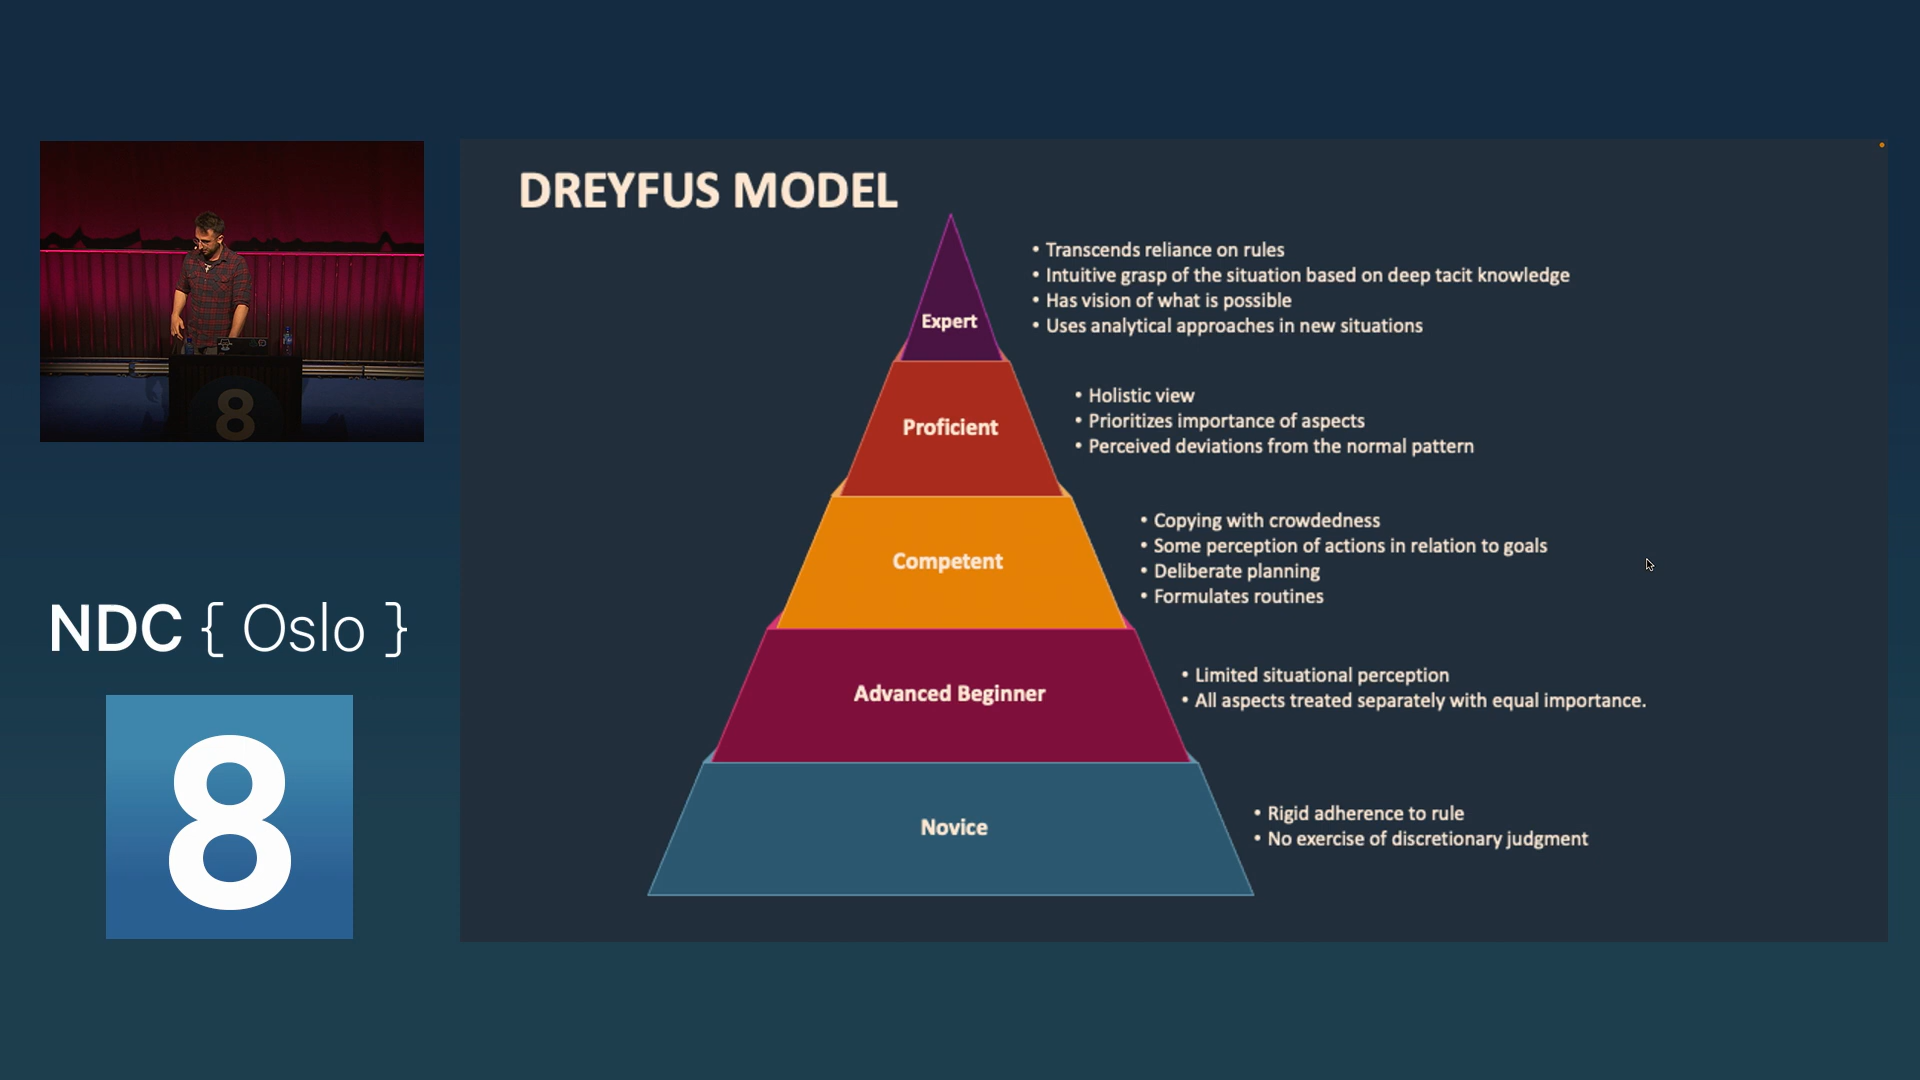 DREYFUS MODEL
Expert
• Transcends reliance on rules
• Intuitive grasp of the situation based on deep tacit knowledge
• Has vision of what is possible
• Uses analytical approaches in new situations
Proficient
• Holistic view
• Prioritizes importance of aspects
• Perceived deviations from the normal pattern
Competent
• Copying with crowdedness
• Some perception of actions in relation to goals
• Deliberate planning
• Formulates routines
Advanced Beginner
• Limited situational perception
• All aspects treated separately with equal importance.
Novice
• Rigid adherence to rule
• No exercise of discretionary judgment
8
NDC { Oslo }
8